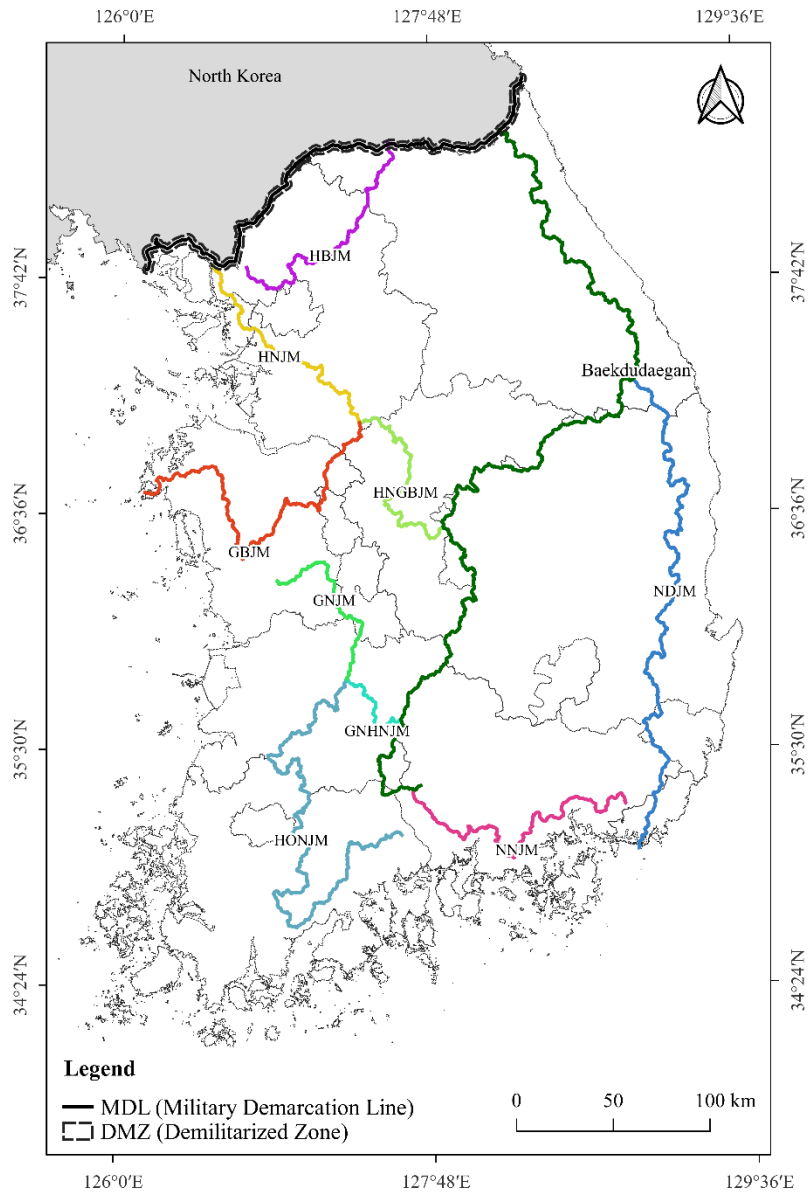 126°0′E
127°48′E
129°36′E
North Korea
37°42′N
37°42′N
HBJM
HNJM
Baekdudaegan
HNGBJM
36°36′N
36°36′N
GBJM
GNJM
NDJM
GNHNJM
35°30′N
35°30′N
HONJM
NNJM
34°24′N
34°24′N
Legend
MDL (Military Demarcation Line)
DMZ (Demilitarized Zone)
0
50
100 km
126°0′E
127°48′E
129°36′E